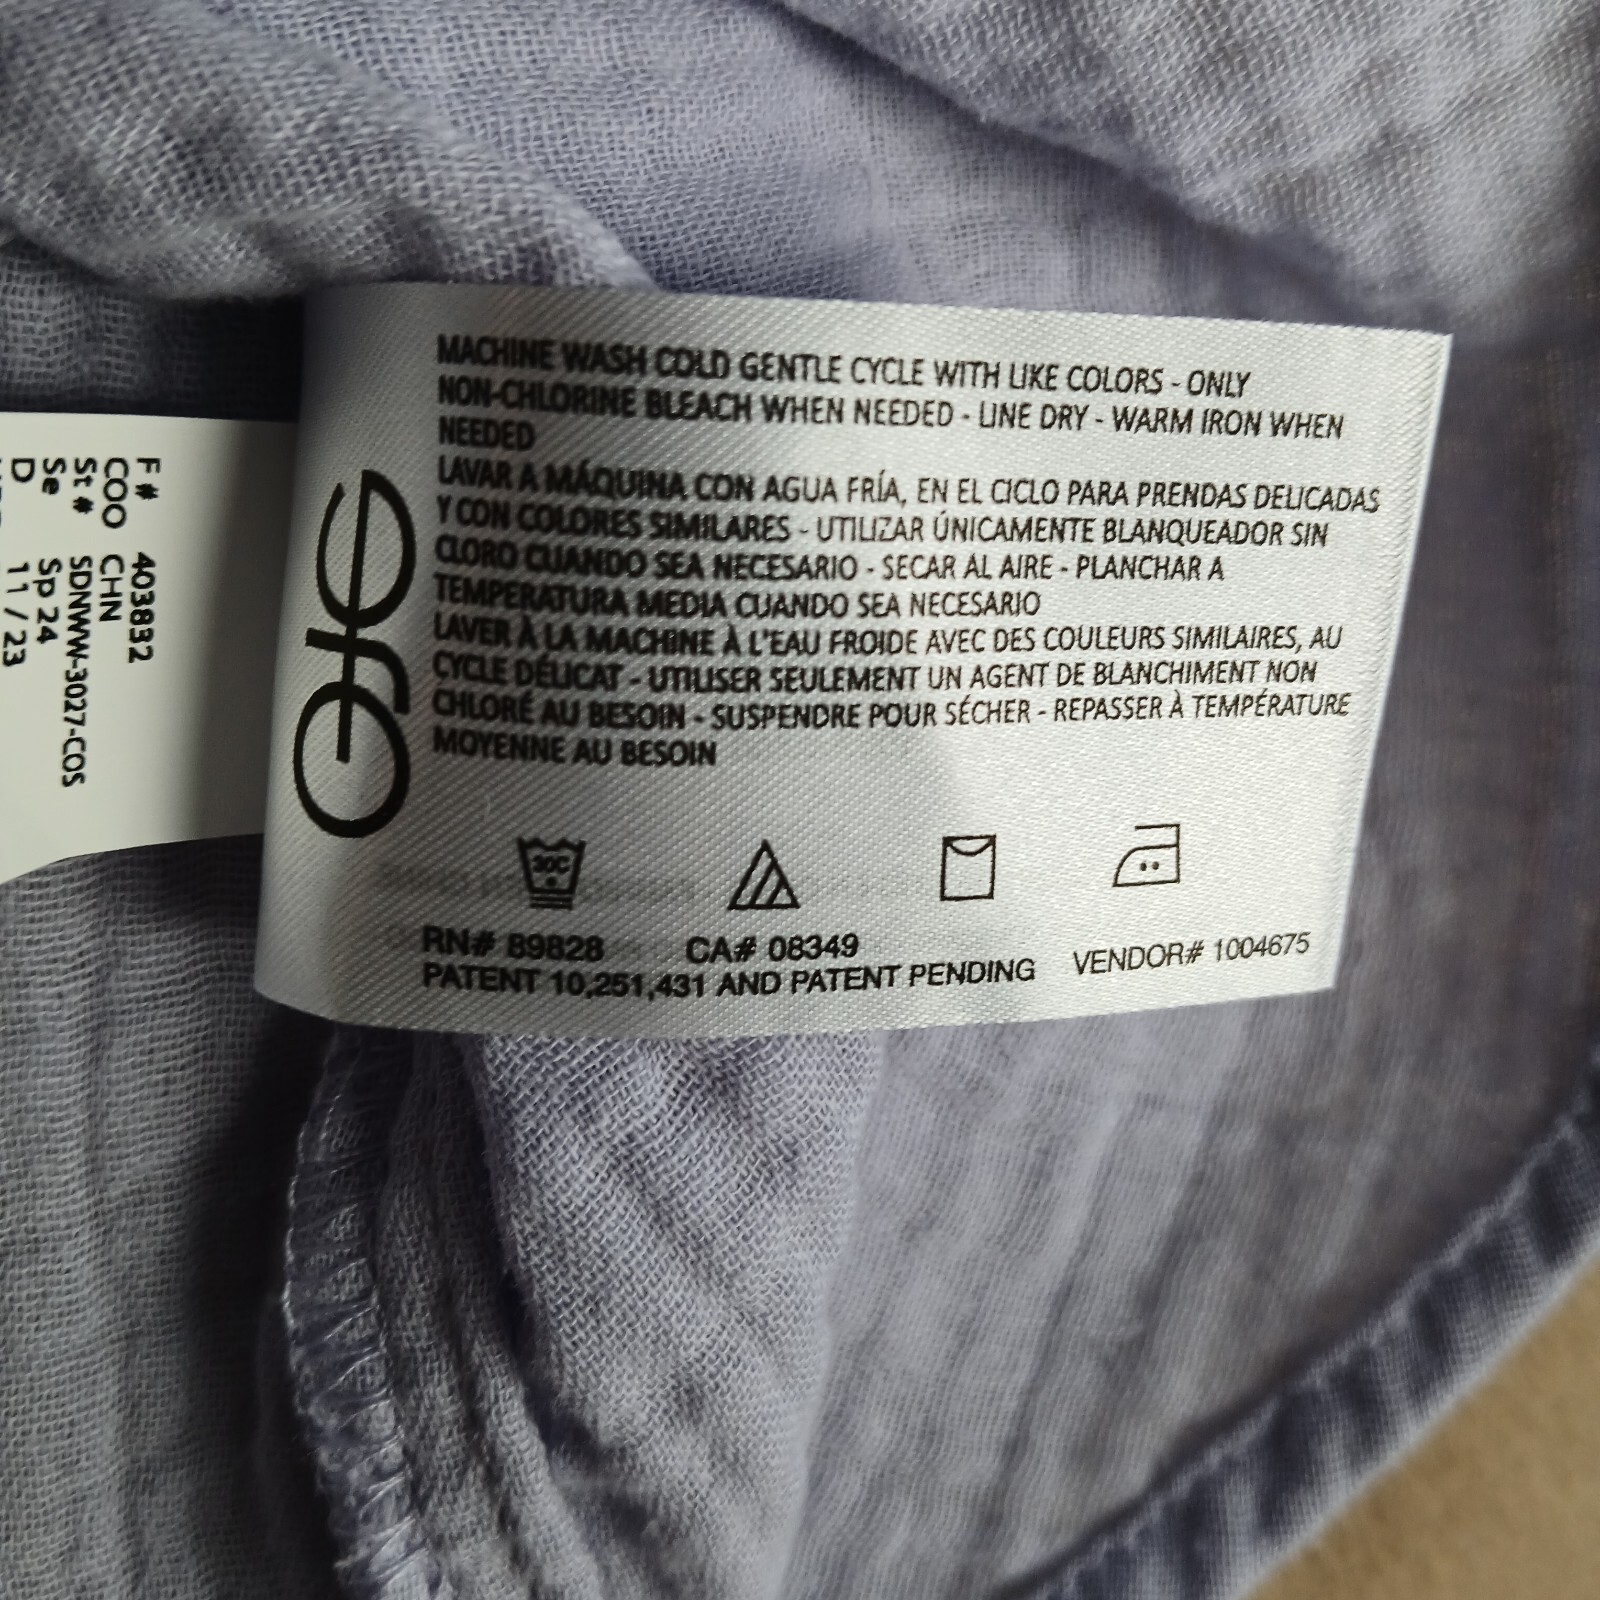 MACHINE WASH COLD GENTLE CYCLE WITH LIKE COLORS - ONLY
NON-CHLORINE BLEACH WHEN NEEDED - LINE DRY - WARM IRON WHEN
NEEDED
LAVAR A MÁQUINA CON AGUA FRÍA, EN EL CICLO PARA PRENDAS DELICADAS
Y CON COLORES SIMILARES - UTILIZAR ÚNICAMENTE BLANQUEADOR SIN
CLORO CUANDO SEA NECESARIO - SECAR AL AIRE - PLANCHAR A
TEMPERATURA MEDIA CUANDO SEA NECESARIO
LAVER À LA MACHINE À L'EAU FROIDE AVEC DES COULEURS SIMILAIRES, AU
CYCLE DÉLICAT - UTILISER SEULEMENT UN AGENT DE BLANCHIMENT NON
CHLORÉ AU BESOIN - SUSPENDRE POUR SÉCHER - REPASSER À TEMPÉRATURE
MOYENNE AU BESOIN
30C
RN# 89828 CA# 08349 VENDOR# 1004675
PATENT 10,251,431 AND PATENT PENDING
F# 403832
COO CHN
St# SDNWW-3027-COS
Se Sp 24
D 11 / 23